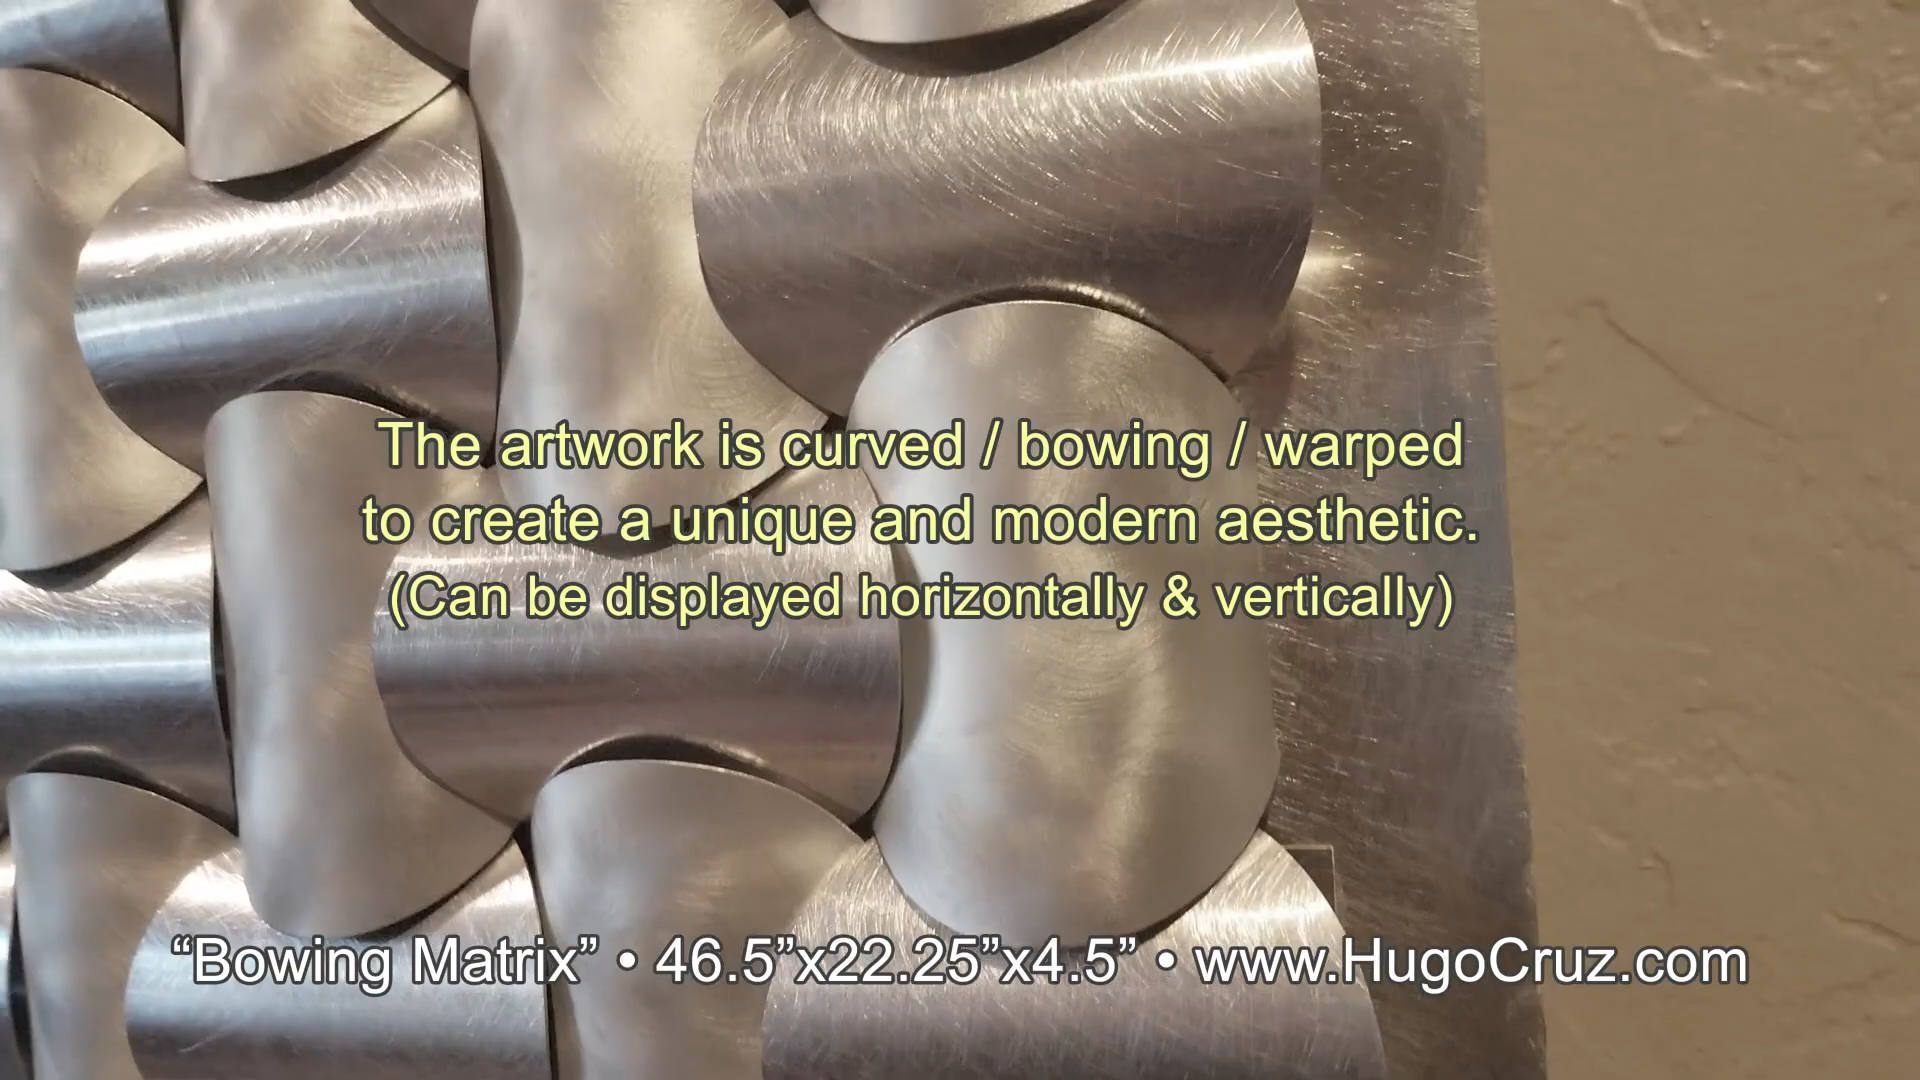 The artwork is curved / bowing / warped
to create a unique and modern aesthetic.
(Can be displayed horizontally & vertically)
“Bowing Matrix” • 46.5”x22.25”x4.5” • www.HugoCruz.com